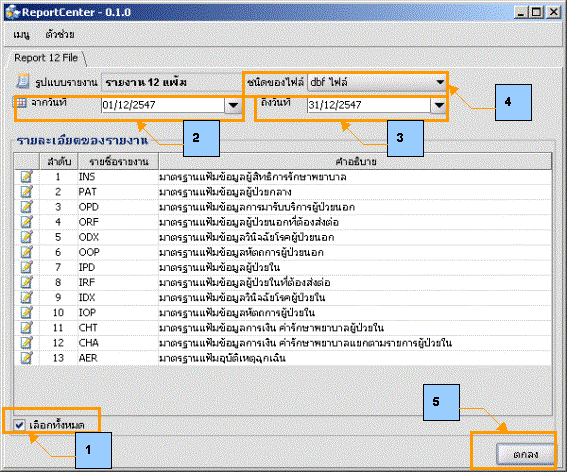 ReportCenter - 0.1.0
เมนู ตัวช่วย
Report 12 File
รูปแบบรายงาน รายงาน 12 แฟ้ม ชนิดของไฟล์ dbf ไฟล์
จากวันที่ 01/12/2547 ถึงวันที่ 31/12/2547
4
2 3
รายละเอียดของรายงาน
ลำดับ รายชื่อรายงาน คำอธิบาย
1 INS มาตรฐานแฟ้มข้อมูลผู้สิทธิการรักษาพยาบาล
2 PAT มาตรฐานแฟ้มข้อมูลผู้ป่วยกลาง
3 OPD มาตรฐานแฟ้มข้อมูลการมารับบริการผู้ป่วยนอก
4 ORF มาตรฐานแฟ้มข้อมูลผู้ป่วยนอกที่ต้องส่งต่อ
5 ODX มาตรฐานแฟ้มข้อมูลวินิจฉัยโรคผู้ป่วยนอก
6 OOP มาตรฐานแฟ้มข้อมูลหัตถการผู้ป่วยนอก
7 IPD มาตรฐานแฟ้มข้อมูลผู้ป่วยใน
8 IRF มาตรฐานแฟ้มข้อมูลผู้ป่วยในที่ต้องส่งต่อ
9 IDX มาตรฐานแฟ้มข้อมูลวินิจฉัยโรคผู้ป่วยใน
10 IOP มาตรฐานแฟ้มข้อมูลหัตถการผู้ป่วยใน
11 CHT มาตรฐานแฟ้มข้อมูลการเงิน ค่ารักษาพยาบาลผู้ป่วยใน
12 CHA มาตรฐานแฟ้มข้อมูลการเงิน ค่ารักษาพยาบาลแยกตามรายการผู้ป่วยใน
13 AER มาตรฐานแฟ้มอุบัติเหตุฉุกเฉิน
5
เลือกทั้งหมด
1
ตกลง